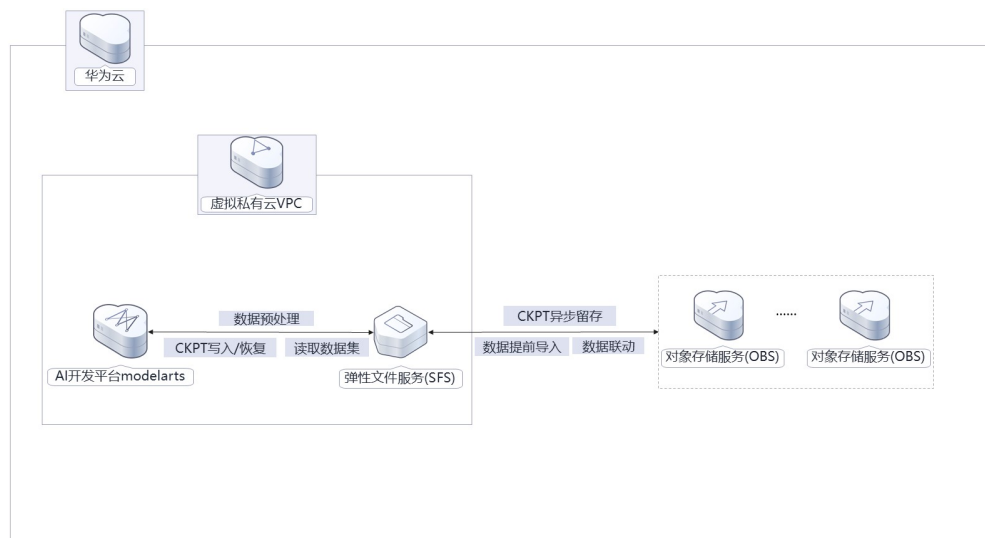 华为云
虚拟私有云VPC
数据预处理
CKPT写入/恢复
读取数据集
AI开发平台modelarts
弹性文件服务(SFS)
CKPT异步留存
数据提前导入
数据联动
......
对象存储服务(OBS)
对象存储服务(OBS)